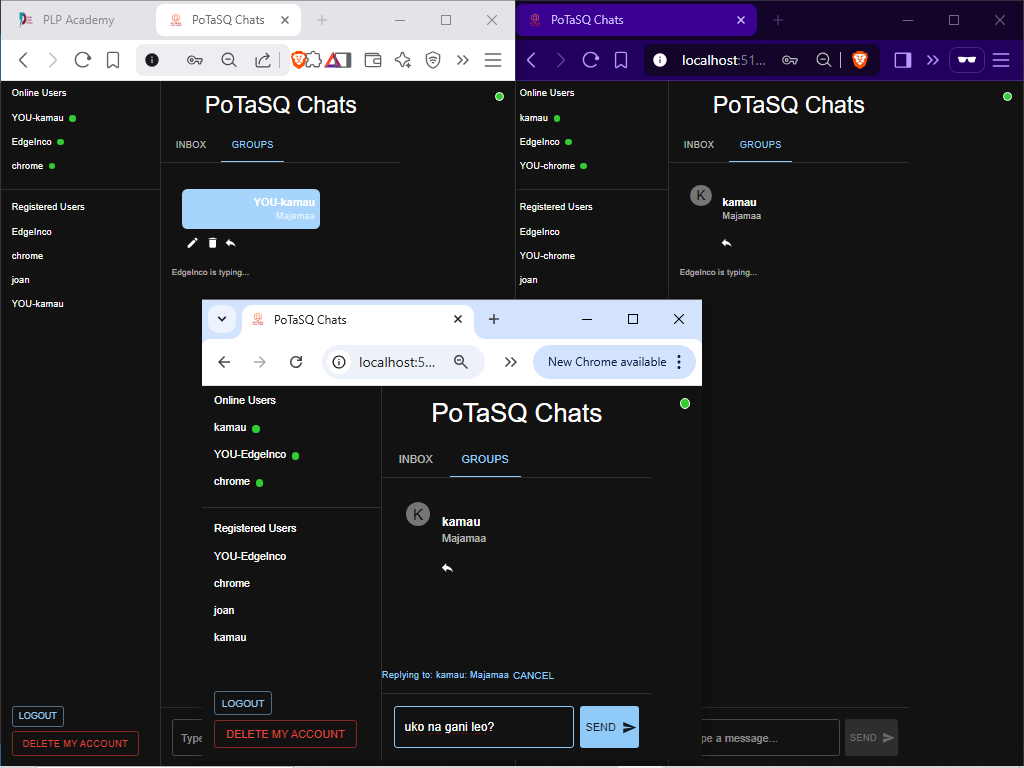 PLP Academy
PoTaSQ Chats
Online Users
YOU-kamau
EdgeInco
chrome
Registered Users
EdgeInco
chrome
joan
YOU-kamau
LOGOUT
DELETE MY ACCOUNT
PoTaSQ Chats
INBOX GROUPS
YOU-kamau
Majamaa
EdgeInco is typing...
Type
PoTaSQ Chats
localhost:51...
Online Users
kamau
EdgeInco
YOU-chrome
Registered Users
EdgeInco
YOU-chrome
joan
PoTaSQ Chats
INBOX GROUPS
K
kamau
Majamaa
EdgeInco is typing...
pe a message...
SEND
PoTaSQ Chats
localhost:5...
New Chrome available
Online Users
kamau
YOU-EdgeInco
chrome
Registered Users
YOU-EdgeInco
chrome
joan
kamau
LOGOUT
DELETE MY ACCOUNT
PoTaSQ Chats
INBOX GROUPS
K
kamau
Majamaa
Replying to: kamau: Majamaa CANCEL
uko na gani leo?
SEND